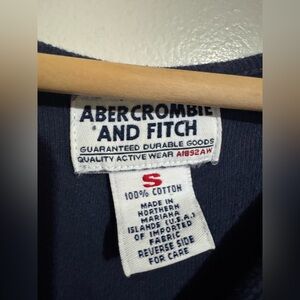 ABERCROMBIE
AND FITCH
GUARANTEED DURABLE GOODS
QUALITY ACTIVE WEAR A1892AW
S
100% COTTON
MADE IN
NORTHERN
MARIANA
ISLANDS (U.S.A.)
OF IMPORTED
FABRIC
REVERSE SIDE
FOR CARE